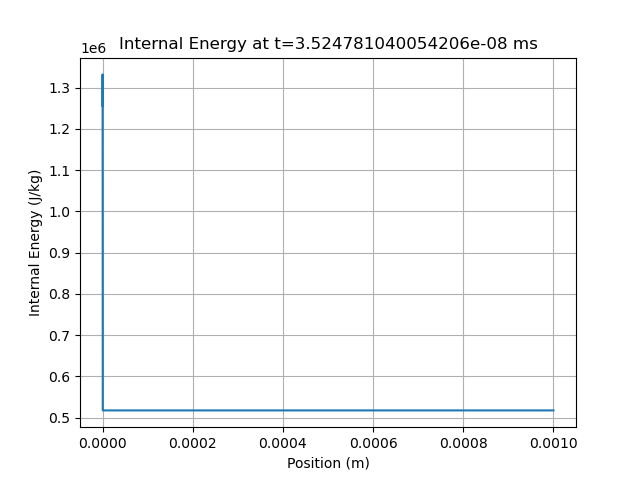 Internal Energy at t=3.524781040054206e-08 ms
1e6
1.3
1.2
1.1
1.0
0.9
0.8
0.7
0.6
0.5
Internal Energy (J/kg)
0.0000 0.0002 0.0004 0.0006 0.0008 0.0010
Position (m)